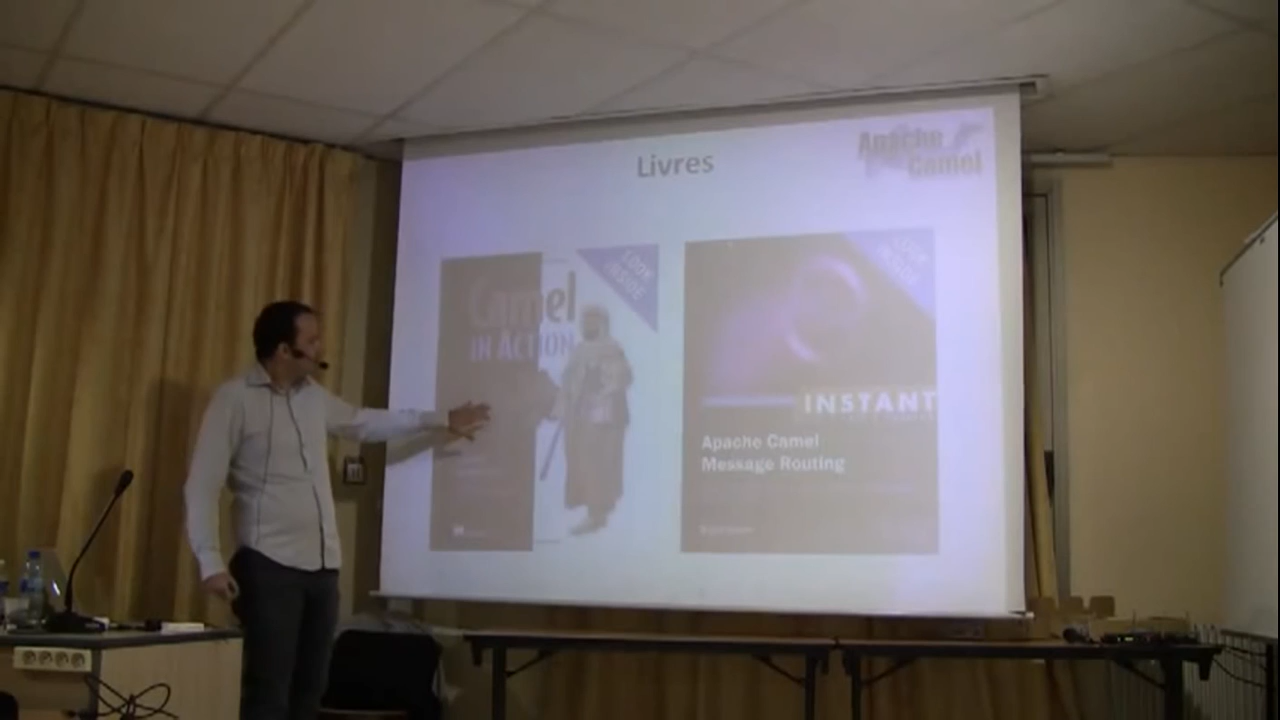 Livres
Apache
Camel
Camel
IN ACTION
LOOK
INSIDE
LOOK
INSIDE
INSTANT
Apache Camel
Message Routing